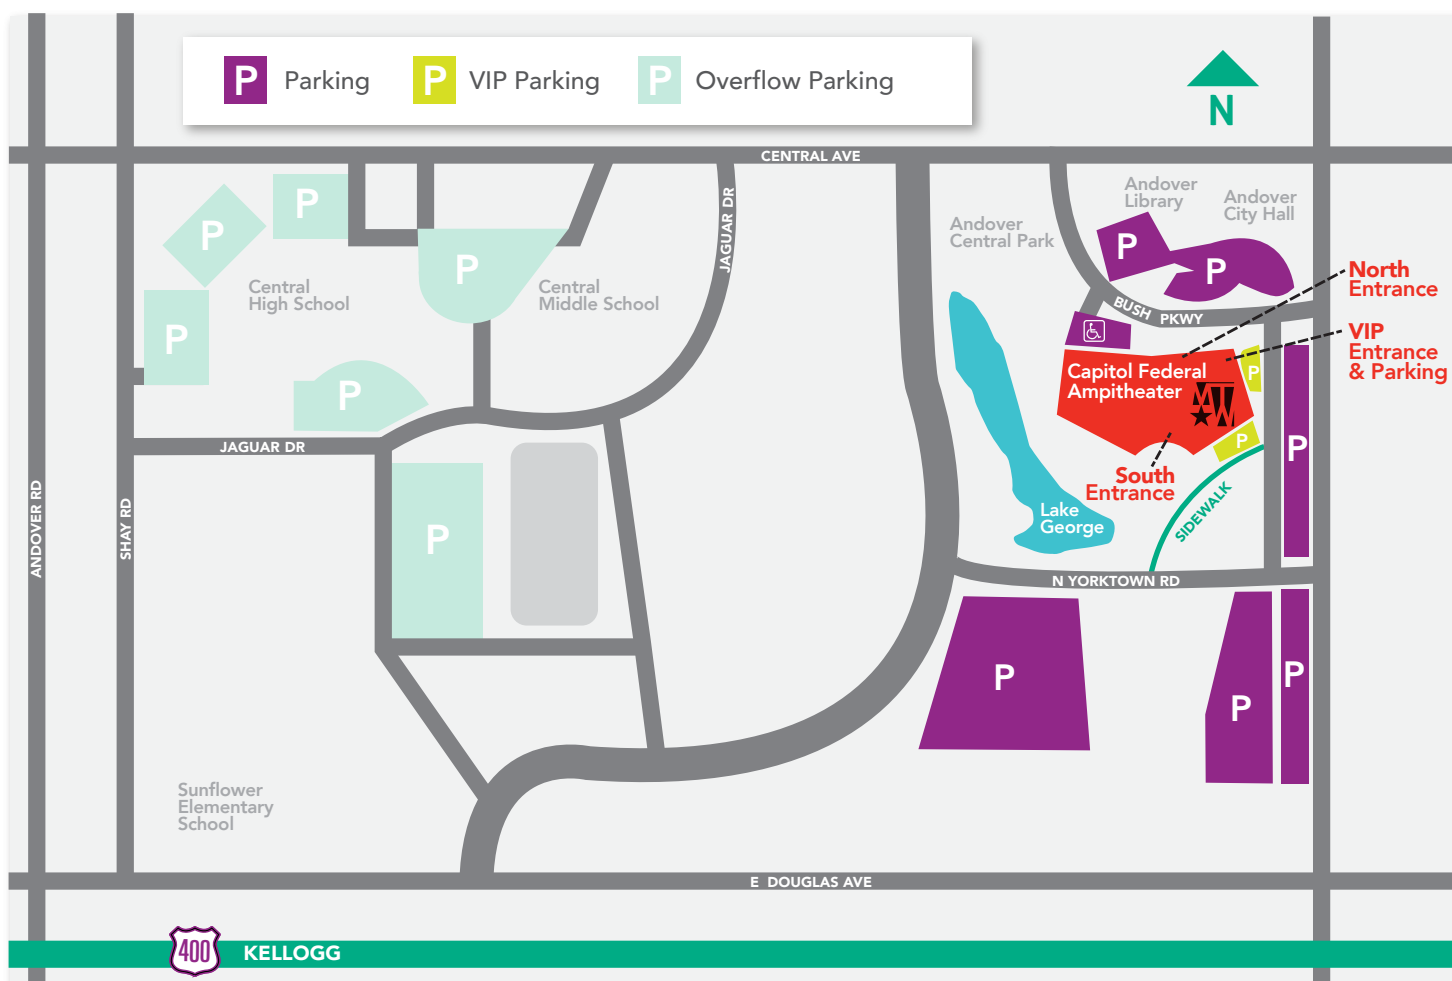 P Parking
P VIP Parking
P Overflow Parking
N
CENTRAL AVE
JAGUAR DR
Andover
Library
Andover
City Hall
Andover
Central Park
P
P
P
P
P
Central
High School
Central
Middle School
P
P
P
North
Entrance
BUSH PKWY
VIP
Entrance
& Parking
Capitol Federal
Ampitheater
MW
P
P
P
JAGUAR DR
South
Entrance
SIDEWALK
Lake
George
ANDOVER RD
SHAY RD
P
N YORKTOWN RD
P
P
P
Sunflower
Elementary
School
E DOUGLAS AVE
400
KELLOGG